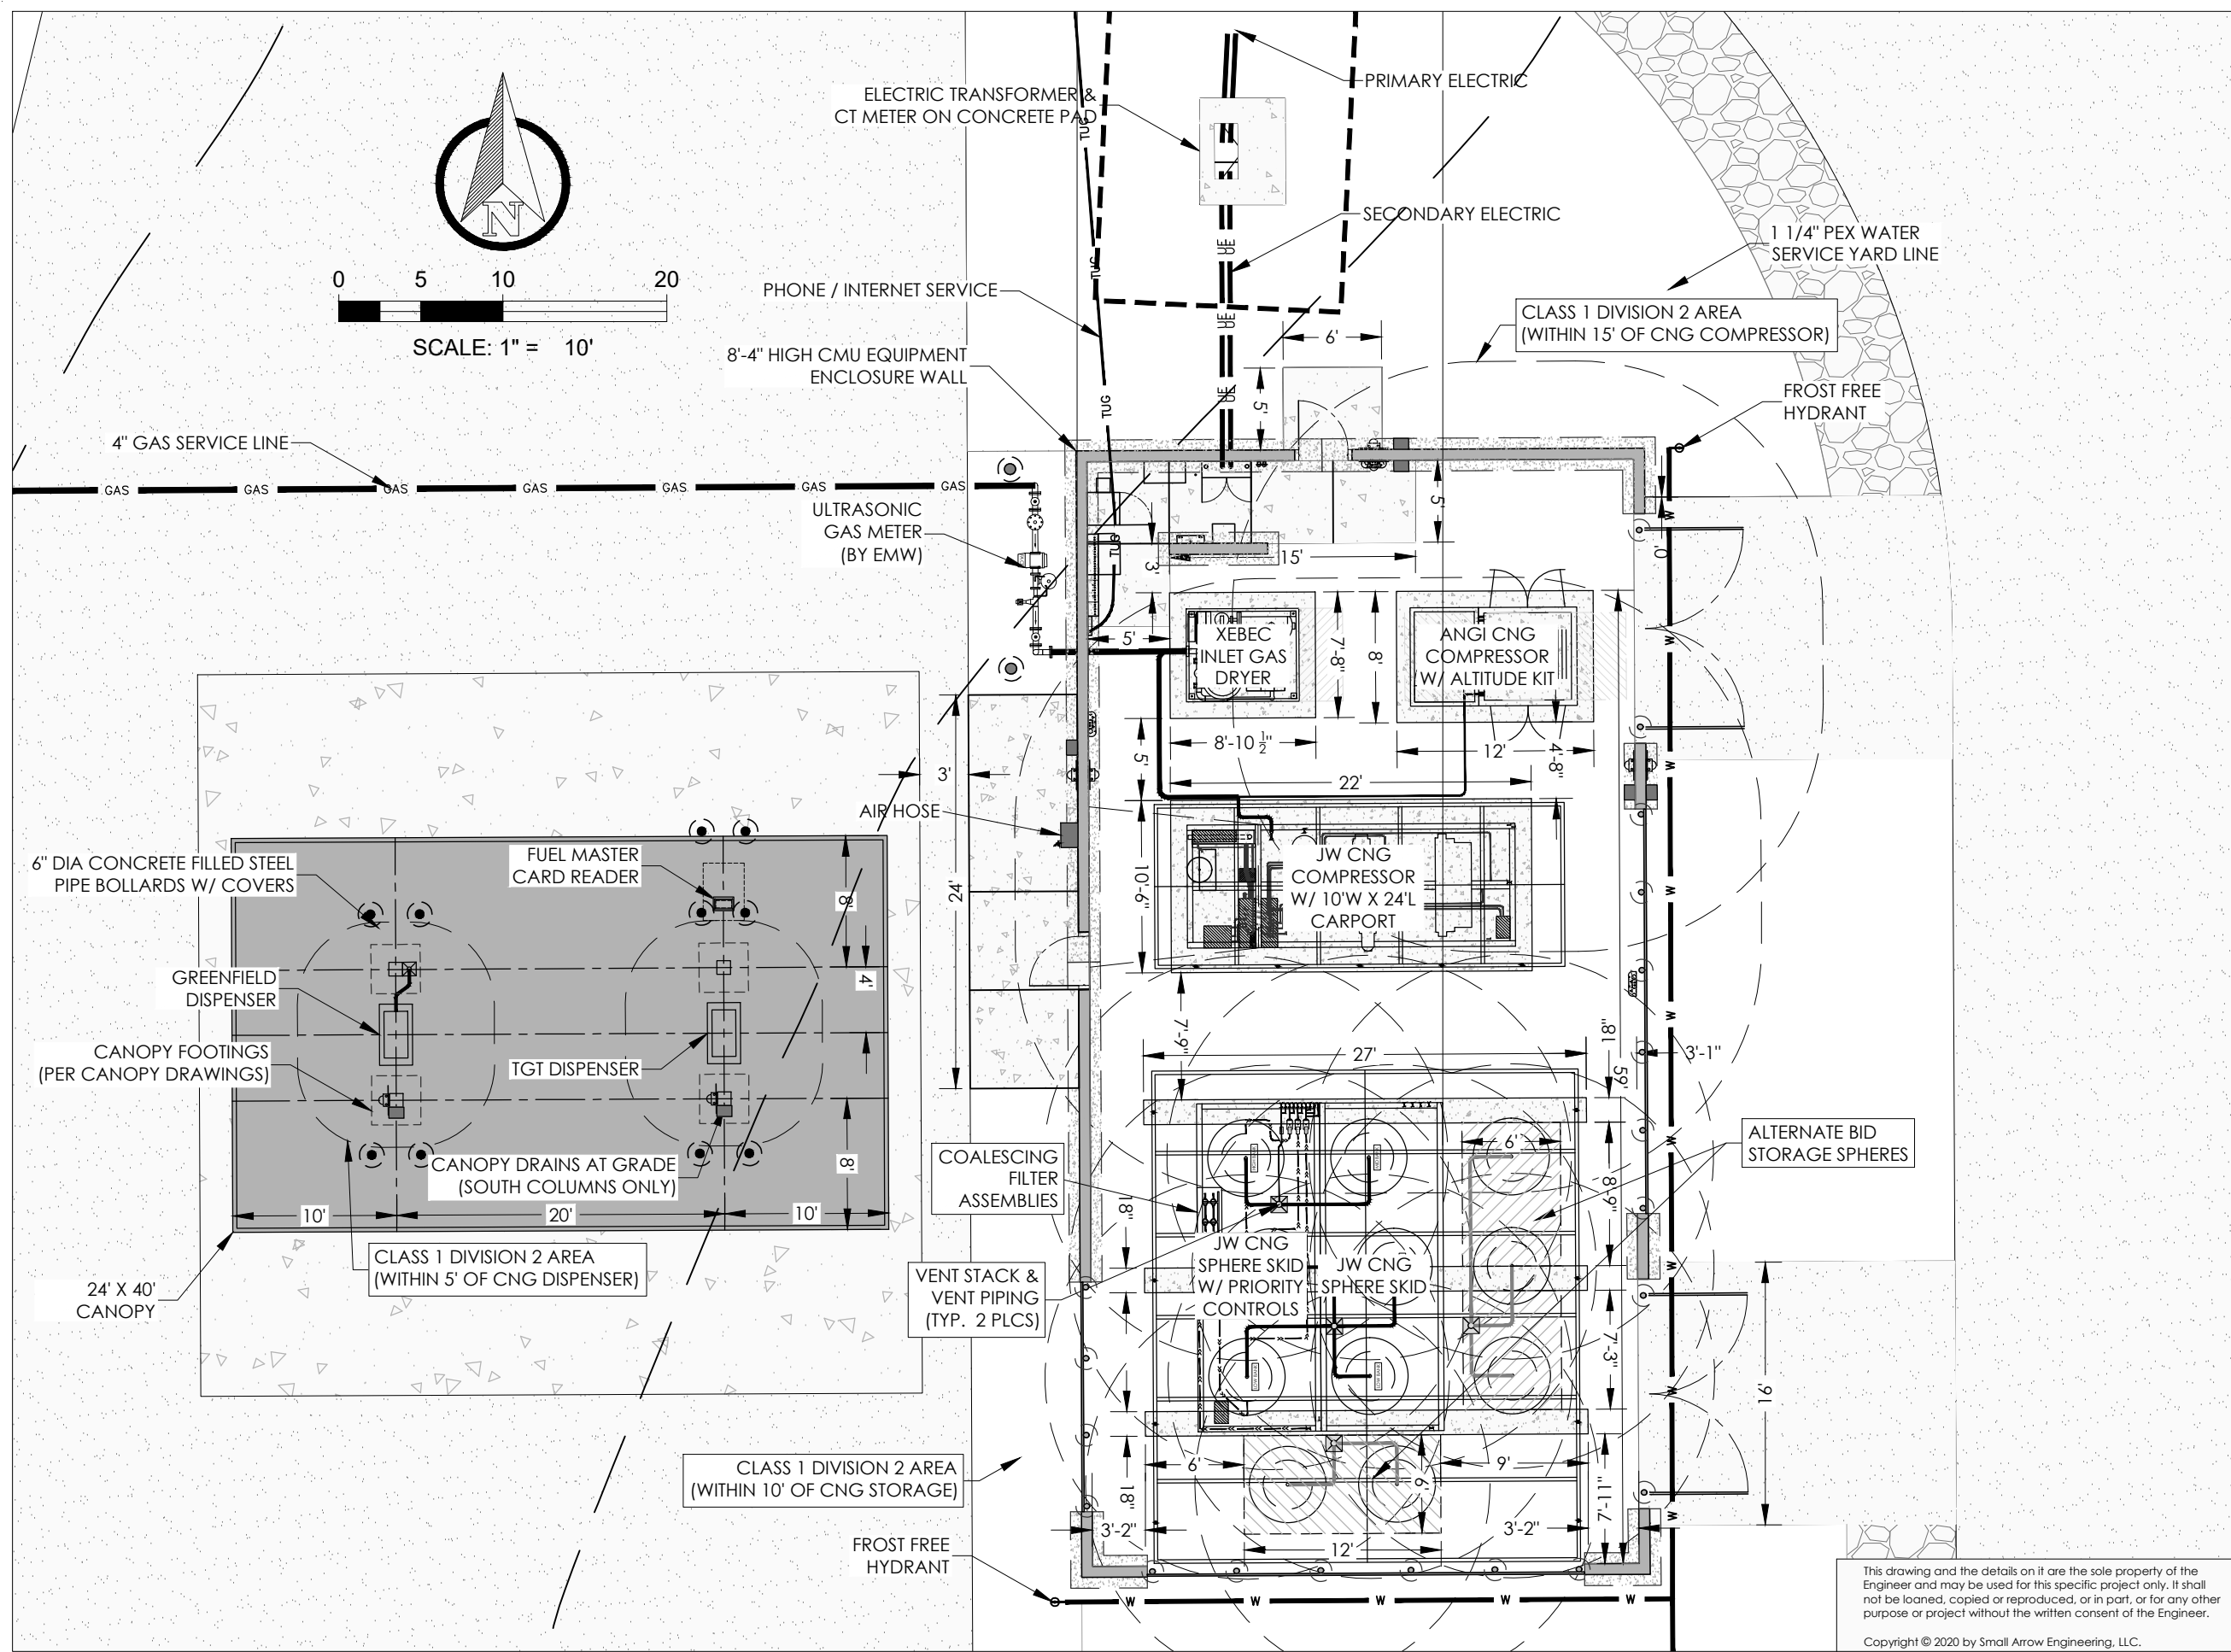 ELECTRIC TRANSFORMER &
CT METER ON CONCRETE PAD
PRIMARY ELECTRIC
TUG
N
0 5 10 20
SCALE: 1" = 10'
SECONDARY ELECTRIC
UE
UE
1 1/4" PEX WATER
SERVICE YARD LINE
TUG
PHONE / INTERNET SERVICE
CLASS 1 DIVISION 2 AREA
(WITHIN 15' OF CNG COMPRESSOR)
UE
UE
6'
8'-4" HIGH CMU EQUIPMENT
ENCLOSURE WALL
5'
UE
UE
TUG
FROST FREE
HYDRANT
4" GAS SERVICE LINE
GAS GAS GAS GAS GAS GAS GAS
5'
W
ULTRASONIC
GAS METER
(BY EMW)
TUG
15'
3'
W
5'
XEBEC
INLET GAS
DRYER
7'-8"
8'
ANGI CNG
COMPRESSOR
W/ ALTITUDE KIT
W
W
8'-10 1/2"
12'
4'-8"
5'
22'
3'
W
AIR HOSE
24'
10'-6"
JW CNG
COMPRESSOR
W/ 10'W X 24'L
CARPORT
W
6" DIA CONCRETE FILLED STEEL
PIPE BOLLARDS W/ COVERS
FUEL MASTER
CARD READER
8'
4'
GREENFIELD
DISPENSER
TGT DISPENSER
CANOPY FOOTINGS
(PER CANOPY DRAWINGS)
CANOPY DRAINS AT GRADE
(SOUTH COLUMNS ONLY)
8'
10' 20' 10'
CLASS 1 DIVISION 2 AREA
(WITHIN 5' OF CNG DISPENSER)
24' X 40'
CANOPY
W
W
7'-9"
27'
18"
59'
3'-1"
W
COALESCING
FILTER
ASSEMBLIES
6'
8'-9"
ALTERNATE BID
STORAGE SPHERES
W
W
18"
JW CNG
SPHERE SKID
W/ PRIORITY
CONTROLS
JW CNG
SPHERE SKID
VENT STACK &
VENT PIPING
(TYP. 2 PLCS)
7'-3"
W
W
19'
CLASS 1 DIVISION 2 AREA
(WITHIN 10' OF CNG STORAGE)
6'
9'
18"
7'-11"
W
3'-2"
3'-2"
12'
W
FROST FREE
HYDRANT
W W W W W
This drawing and the details on it are the sole property of the
Engineer and may be used for this specific project only. It shall
not be loaned, copied or reproduced, or in part, or for any other
purpose or project without the written consent of the Engineer.
Copyright © 2020 by Small Arrow Engineering, LLC.